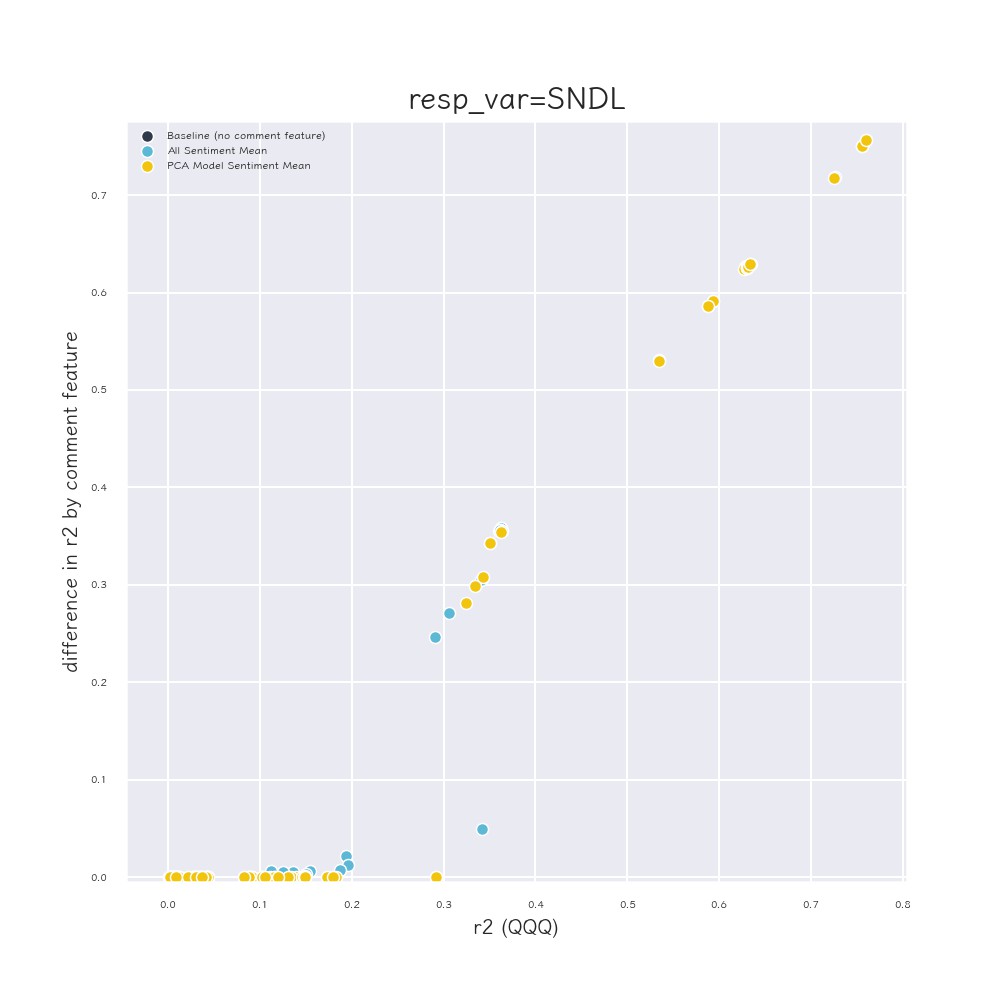 resp_var=SNDL
Baseline (no comment feature)
All Sentiment Mean
PCA Model Sentiment Mean
difference in r2 by comment feature
0.7
0.6
0.5
0.4
0.3
0.2
0.1
0.0
0.0 0.1 0.2 0.3 0.4 0.5 0.6 0.7 0.8
r2 (QQQ)